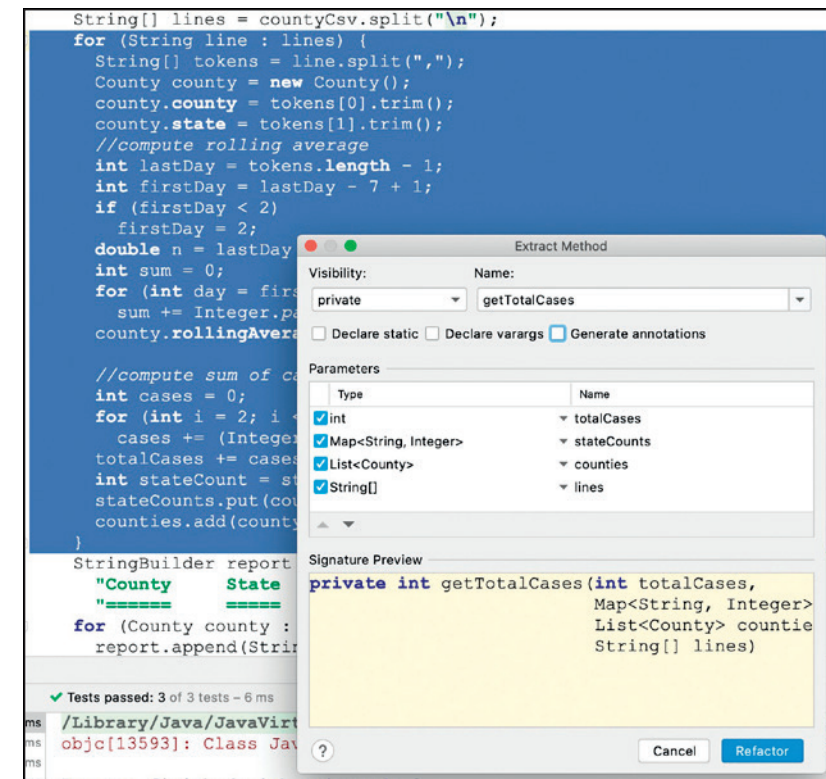 String[] lines = countyCsv.split("\n");
for (String line : lines) {
String[] tokens = line.split(",");
County county = new County();
county.county = tokens[0].trim();
county.state = tokens[1].trim();
//compute rolling average
int lastDay = tokens.length - 1;
int firstDay = lastDay - 7 + 1;
if (firstDay < 2)
firstDay = 2;
double n = lastDay
int sum = 0;
for (int day = firs
sum += Integer.pa
county.rollingAvera
//compute sum of ca
int cases = 0;
for (int i = 2; i <
cases += (Integer
totalCases += cases
int stateCount = st
stateCounts.put(cou
counties.add(county
}
StringBuilder report
"County State
"====== =====
for (County county :
report.append(Strin
Extract Method
Visibility: Name:
private getTotalCases
Declare static Declare varargs Generate annotations
Parameters
Type Name
int totalCases
Map<String, Integer> stateCounts
List<County> counties
String[] lines
Signature Preview
private int getTotalCases(int totalCases,
Map<String, Integer>
List<County> countie
String[] lines)
? Cancel Refactor
Tests passed: 3 of 3 tests – 6 ms
ms /Library/Java/JavaVirt
ms objc[13593]: Class Jav
ms